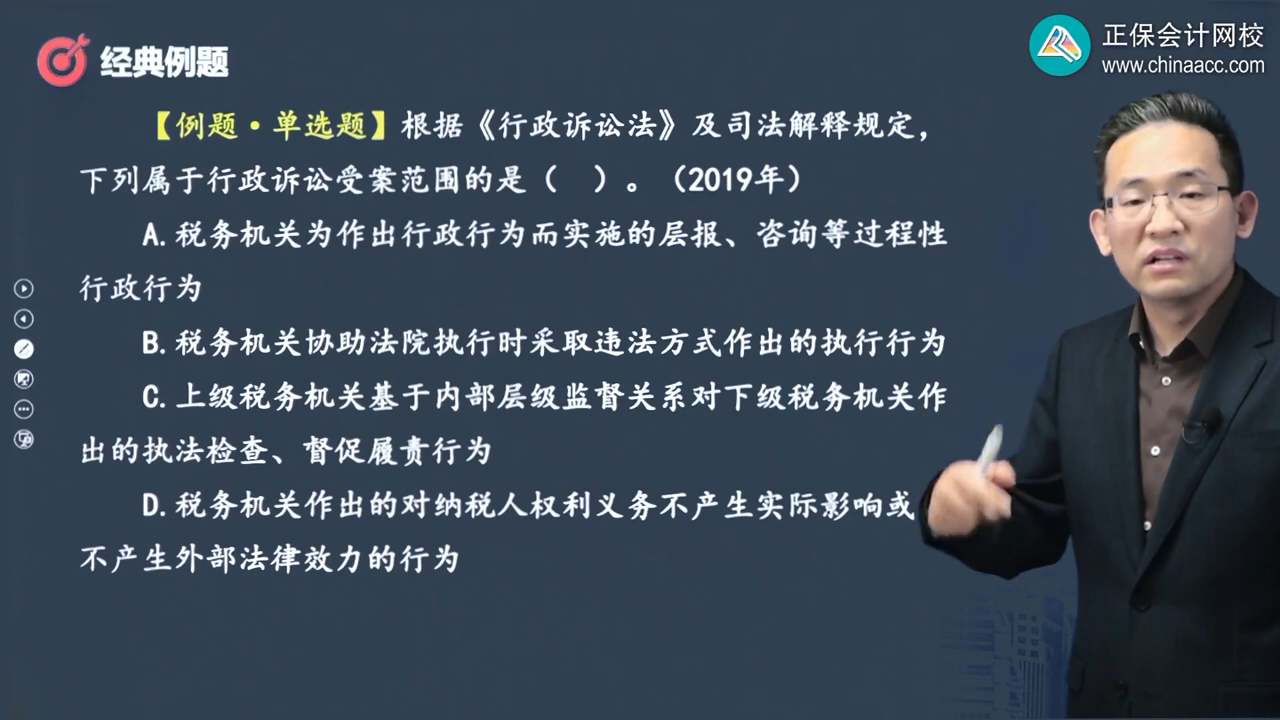 经典例题
正保会计网校
www.chinaacc.com
【例题·单选题】根据《行政诉讼法》及司法解释规定，
下列属于行政诉讼受案范围的是（ ）。（2019年）
A.税务机关为作出行政行为而实施的层报、咨询等过程性
行政行为
B.税务机关协助法院执行时采取违法方式作出的执行行为
C.上级税务机关基于内部层级监督关系对下级税务机关作
出的执法检查、督促履责行为
D.税务机关作出的对纳税人权利义务不产生实际影响或
不产生外部法律效力的行为